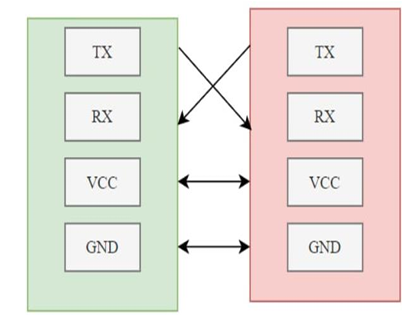 TX TX
RX RX
VCC VCC
GND GND